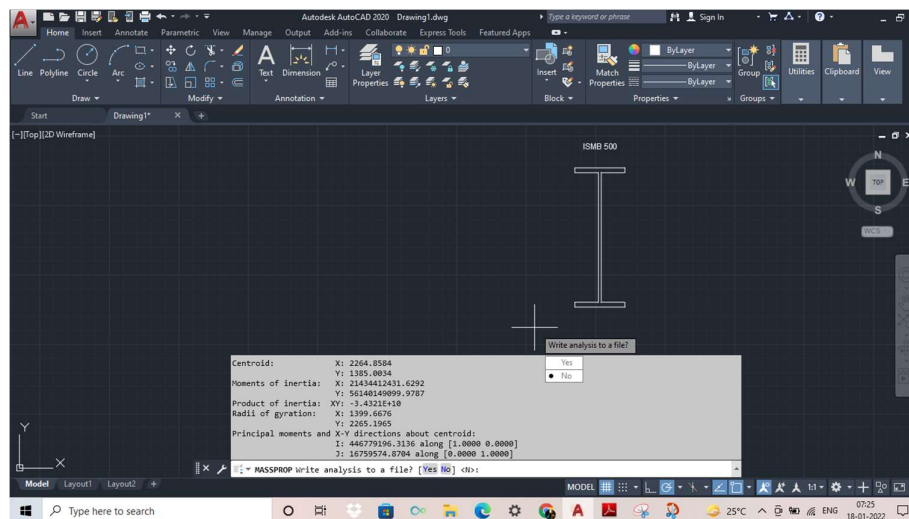 Autodesk AutoCAD 2020 Drawing1.dwg
Type a keyword or phrase
Sign In
Home Insert Annotate Parametric View Manage Output Add-ins Collaborate Express Tools Featured Apps
Line Polyline Circle Arc
Text Dimension
Layer Properties
0
Insert
Match Properties
ByLayer
ByLayer
ByLayer
Group
Utilities
Clipboard
View
Draw Modify Annotation Layers Block Properties Groups
Start Drawing1* × +
[−][Top][2D Wireframe]
ISMB 500
N
W TOP E
S
WCS
Write analysis to a file?
Yes
No
Centroid: X: 2264.8584
Y: 1385.0034
Moments of inertia: X: 21434412431.6292
Y: 56140149099.9787
Product of inertia: XY: -3.4321E+10
Radii of gyration: X: 1399.6676
Y: 2265.1965
Principal moments and X-Y directions about centroid:
I: 446779196.3136 along [1.0000 0.0000]
J: 16759574.8704 along [0.0000 1.0000]
MASSPROP Write analysis to a file? [Yes No] <N>:
Y
X
Model Layout1 Layout2 +
MODEL
1:1
Type here to search
25°C
ENG
07:25
18-01-2022